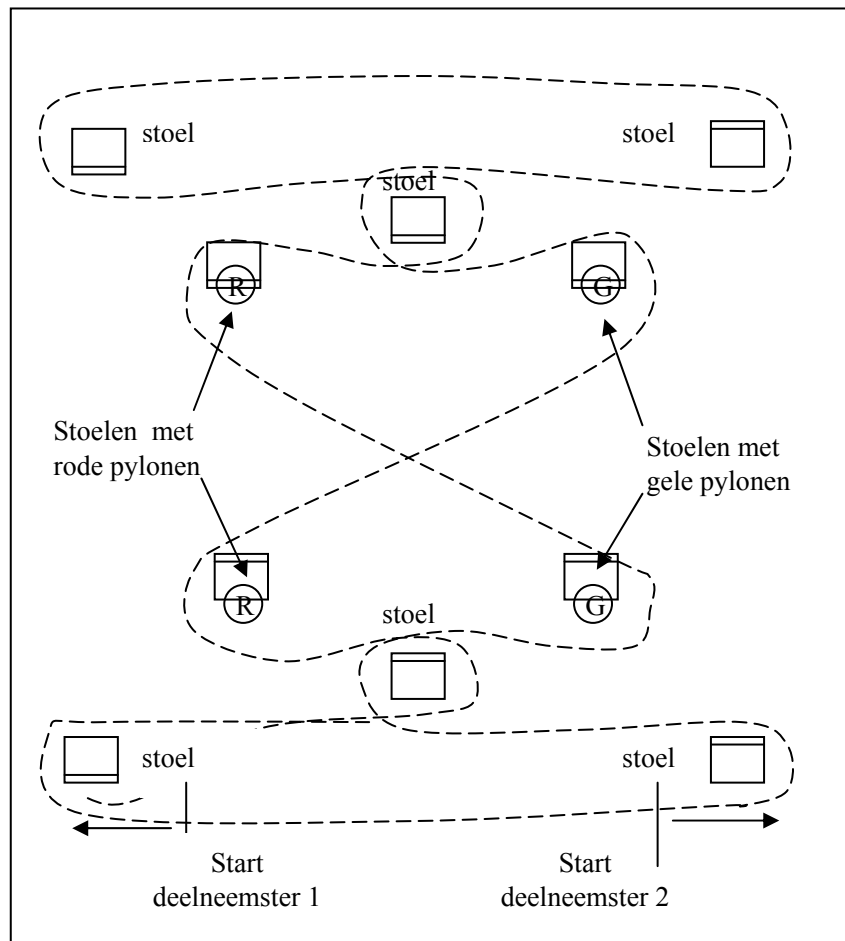 stoel
stoel
stoel
R
G
Stoelen met
rode pylonen
Stoelen met
gele pylonen
R
G
stoel
stoel
stoel
Start
deelneemster 1
Start
deelneemster 2